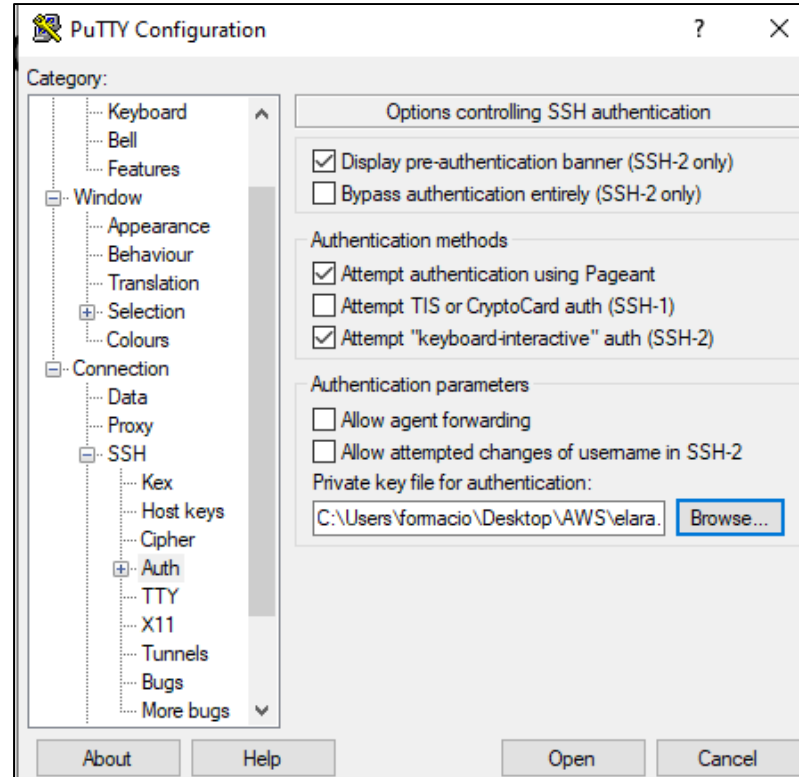 PuTTY Configuration
?
Category:
Keyboard
Bell
Features
Window
Appearance
Behaviour
Translation
Selection
Colours
Connection
Data
Proxy
SSH
Kex
Host keys
Cipher
Auth
TTY
X11
Tunnels
Bugs
More bugs
Options controlling SSH authentication
Display pre-authentication banner (SSH-2 only)
Bypass authentication entirely (SSH-2 only)
Authentication methods
Attempt authentication using Pageant
Attempt TIS or CryptoCard auth (SSH-1)
Attempt "keyboard-interactive" auth (SSH-2)
Authentication parameters
Allow agent forwarding
Allow attempted changes of username in SSH-2
Private key file for authentication:
C:\Users\formacio\Desktop\AWS\elara.
Browse...
About
Help
Open
Cancel